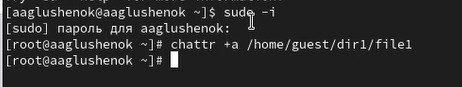 [aaglushenok@aaglushenok ~]$ sudo -i
[sudo] пароль для aaglushenok:
[root@aaglushenok ~]# chattr +a /home/guest/dir1/file1
[root@aaglushenok ~]#